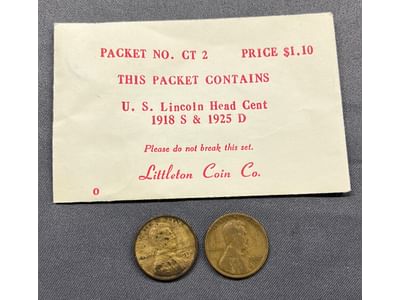 PACKET NO. CT 2 PRICE $1.10
THIS PACKET CONTAINS
U. S. Lincoln Head Cent
1918 S & 1925 D
Please do not break this set.
Littleton Coin Co.
O